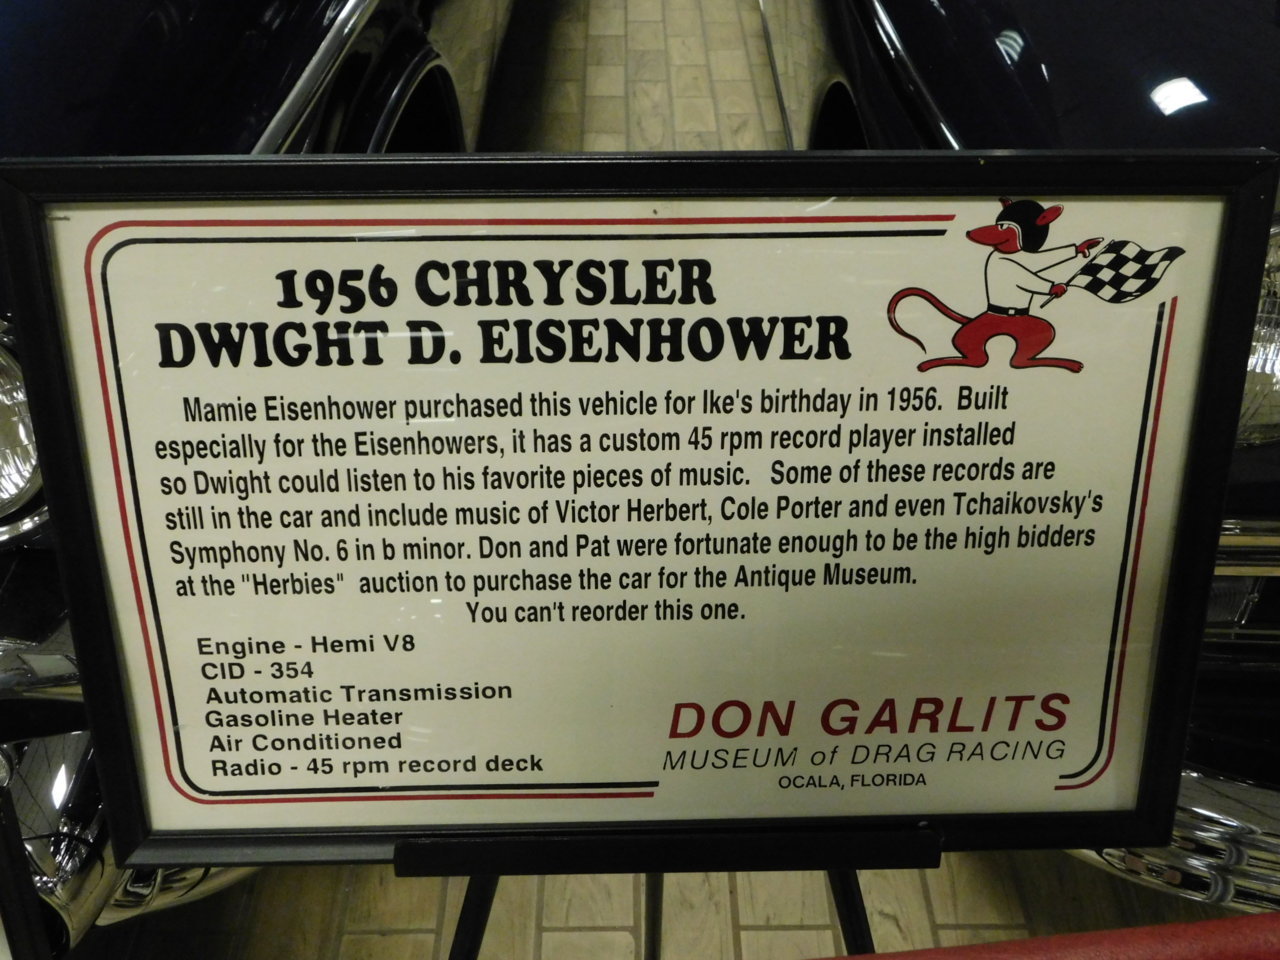 1956 CHRYSLER
DWIGHT D. EISENHOWER
Mamie Eisenhower purchased this vehicle for Ike's birthday in 1956. Built
especially for the Eisenhowers, it has a custom 45 rpm record player installed
so Dwight could listen to his favorite pieces of music. Some of these records are
still in the car and include music of Victor Herbert, Cole Porter and even Tchaikovsky's
Symphony No. 6 in b minor. Don and Pat were fortunate enough to be the high bidders
at the "Herbies" auction to purchase the car for the Antique Museum.
You can't reorder this one.
Engine - Hemi V8
CID - 354
Automatic Transmission
Gasoline Heater
Air Conditioned
Radio - 45 rpm record deck
DON GARLITS
MUSEUM of DRAG RACING
OCALA, FLORIDA